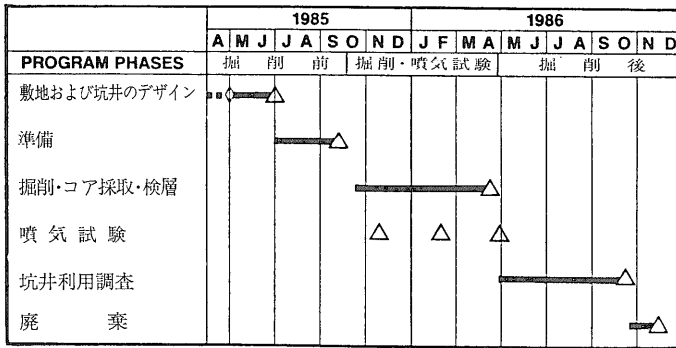 1985 1986
A M J J A S O N D J F M A M J J A S O N D
PROGRAM PHASES 掘削前 掘削・噴気試験 掘削後
敷地および坑井のデザイン
準備
掘削・コア採取・検層
噴気試験
坑井利用調査
廃棄